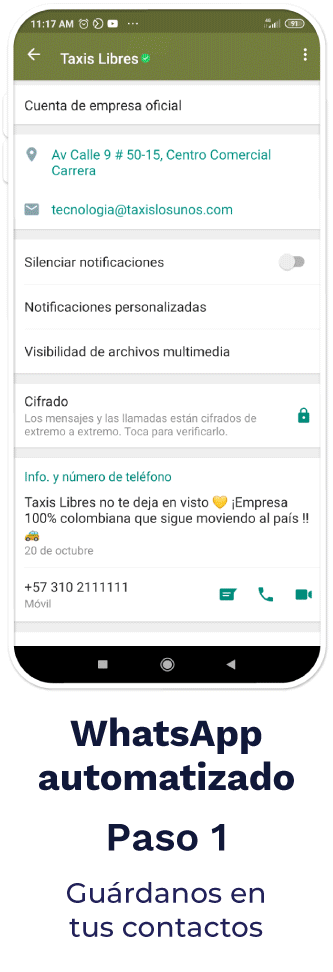 11:17 AM
4G
91
Taxis Libres
Cuenta de empresa oficial
Av Calle 9 # 50-15, Centro Comercial
Carrera
tecnologia@taxislosunos.com
Silenciar notificaciones
Notificaciones personalizadas
Visibilidad de archivos multimedia
Cifrado
Los mensajes y las llamadas están cifrados de
extremo a extremo. Toca para verificarlo.
Info. y número de teléfono
Taxis Libres no te deja en visto 💛 ¡Empresa
100% colombiana que sigue moviendo al país !!
🚕
20 de octubre
+57 310 2111111
Móvil
WhatsApp
automatizado
Paso 1
Guárdanos en
tus contactos